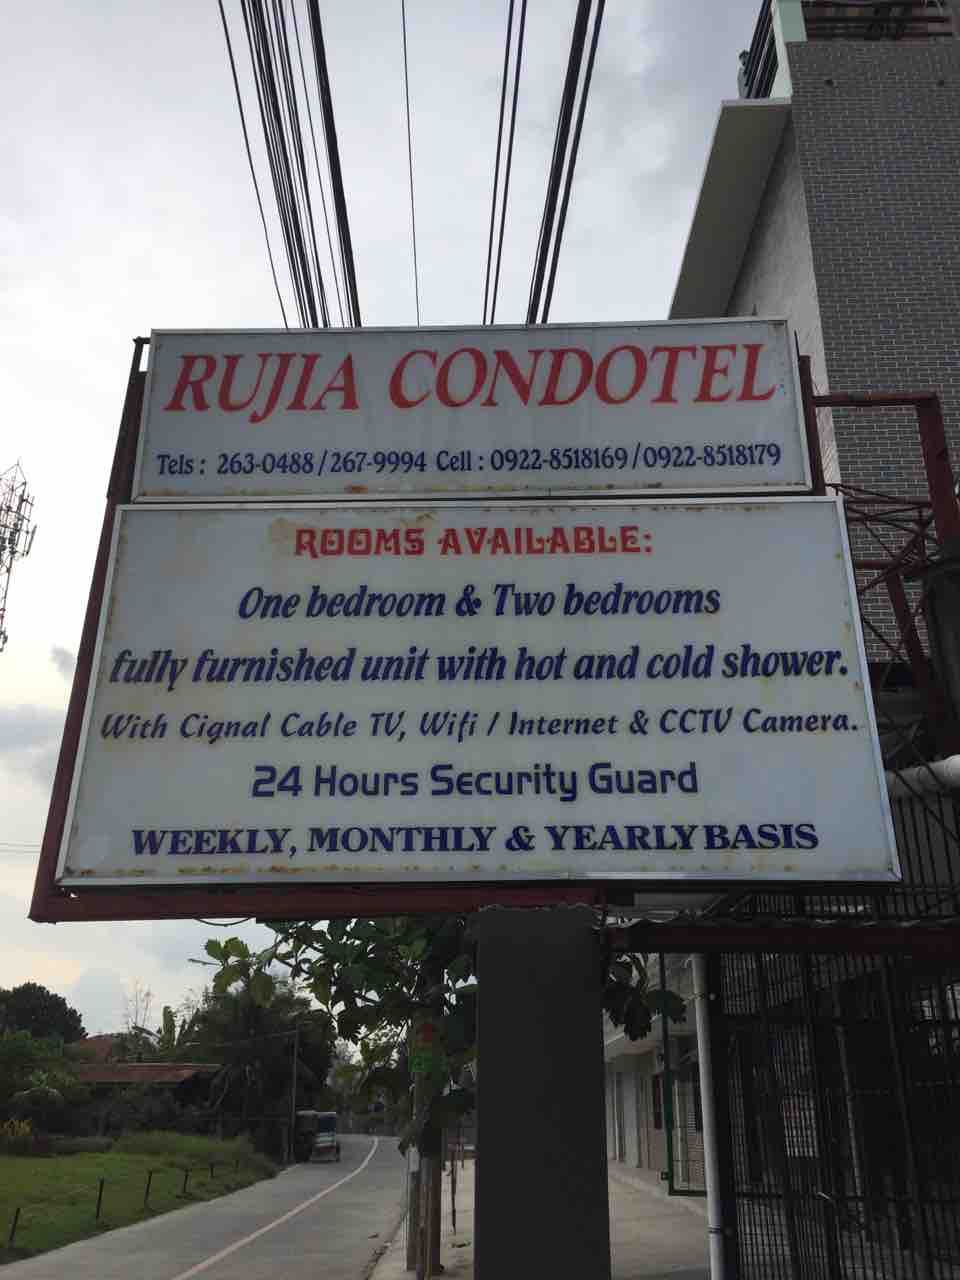 RUJIA CONDOTEL
Tels : 263-0488/267-9994 Cell : 0922-8518169/0922-8518179
ROOMS AVAILABLE:
One bedroom & Two bedrooms
fully furnished unit with hot and cold shower.
With Cignal Cable TV, Wifi / Internet & CCTV Camera.
24 Hours Security Guard
WEEKLY, MONTHLY & YEARLY BASIS